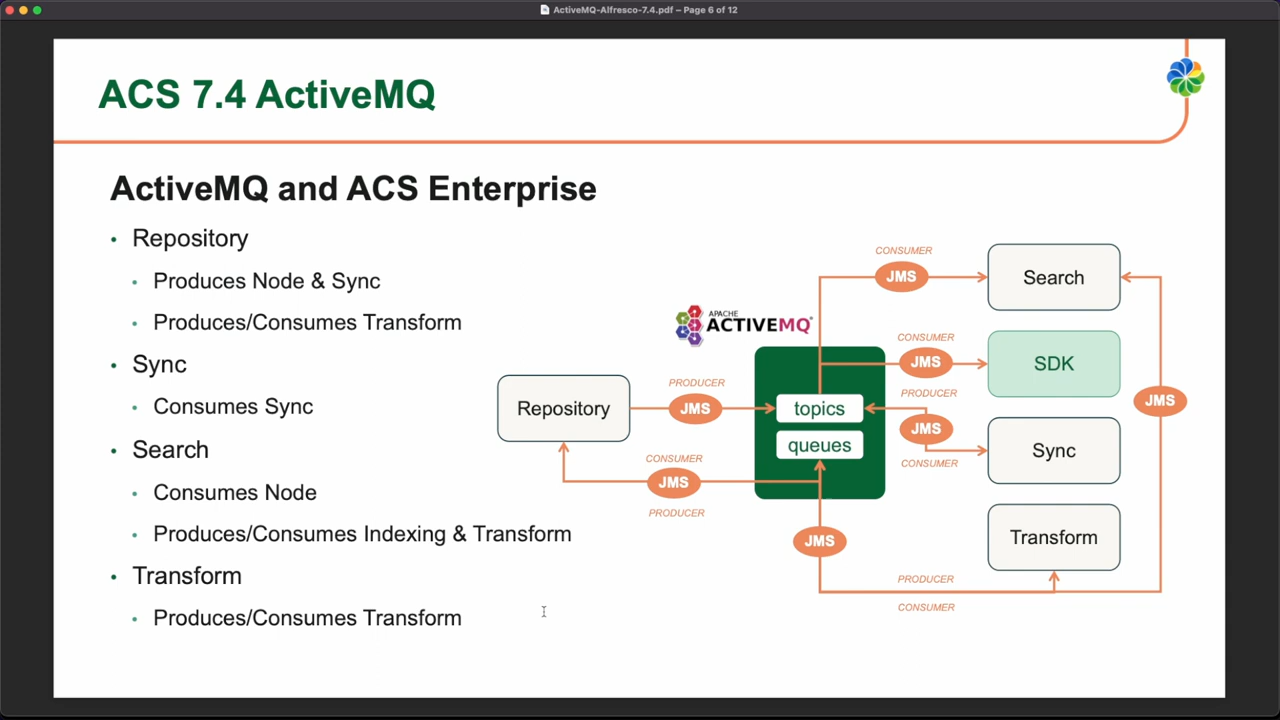 ActiveMQ-Alfresco-7.4.pdf – Page 6 of 12
ACS 7.4 ActiveMQ
ActiveMQ and ACS Enterprise
• Repository
• Produces Node & Sync
• Produces/Consumes Transform
• Sync
• Consumes Sync
• Search
• Consumes Node
• Produces/Consumes Indexing & Transform
• Transform
• Produces/Consumes Transform
CONSUMER
JMS
Search
APACHE
ACTIVEMQ
CONSUMER
JMS
SDK
PRODUCER
Repository
PRODUCER
JMS
topics
queues
JMS
CONSUMER
Sync
JMS
CONSUMER
JMS
PRODUCER
JMS
Transform
PRODUCER
CONSUMER